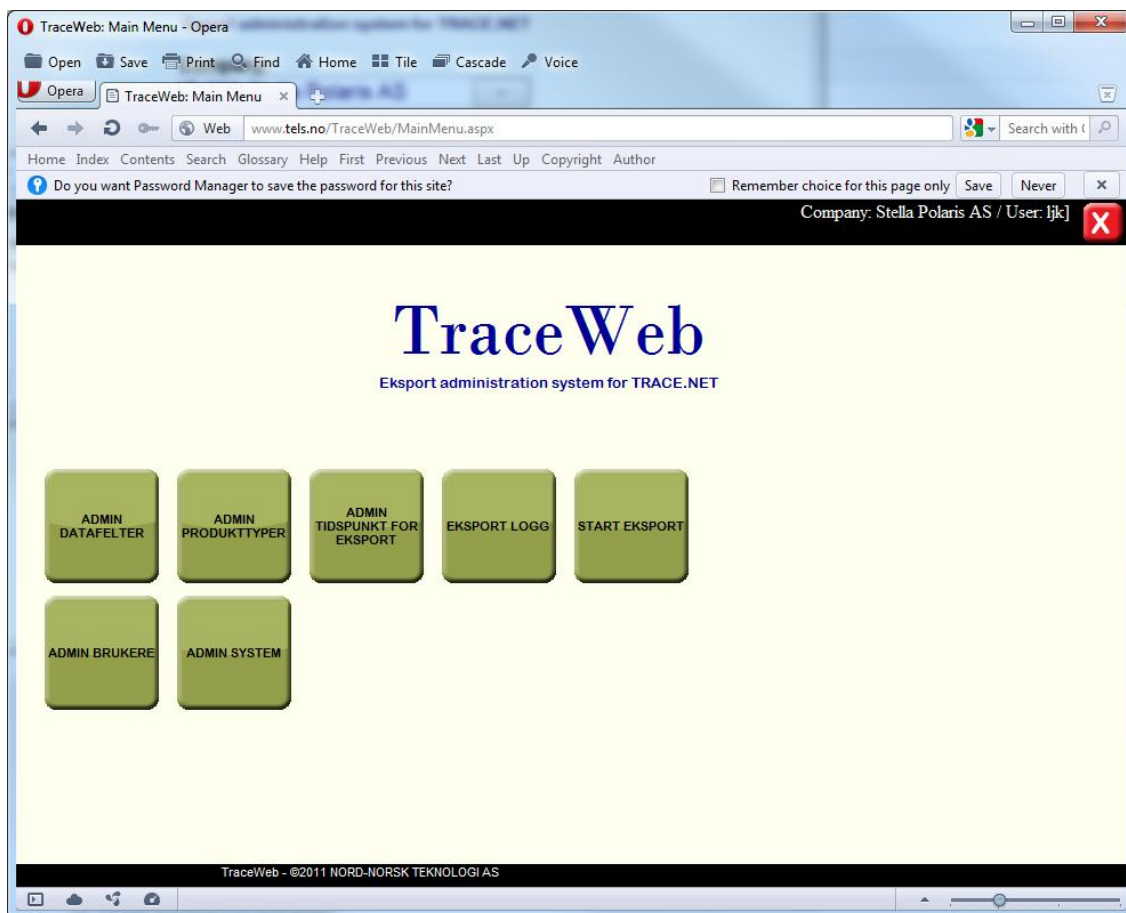 TraceWeb: Main Menu - Opera
Open Save Print Find Home Tile Cascade Voice
Opera TraceWeb: Main Menu
Web www.tels.no/TraceWeb/MainMenu.aspx Search with
Home Index Contents Search Glossary Help First Previous Next Last Up Copyright Author
Do you want Password Manager to save the password for this site? Remember choice for this page only Save Never
Company: Stella Polaris AS / User: ljk]
TraceWeb
Eksport administration system for TRACE.NET
ADMIN
DATAFELTER
ADMIN
PRODUKTTYPER
ADMIN
TIDSPUNKT FOR
EKSPORT
EKSPORT LOGG
START EKSPORT
ADMIN BRUKERE
ADMIN SYSTEM
TraceWeb - ©2011 NORD-NORSK TEKNOLOGI AS